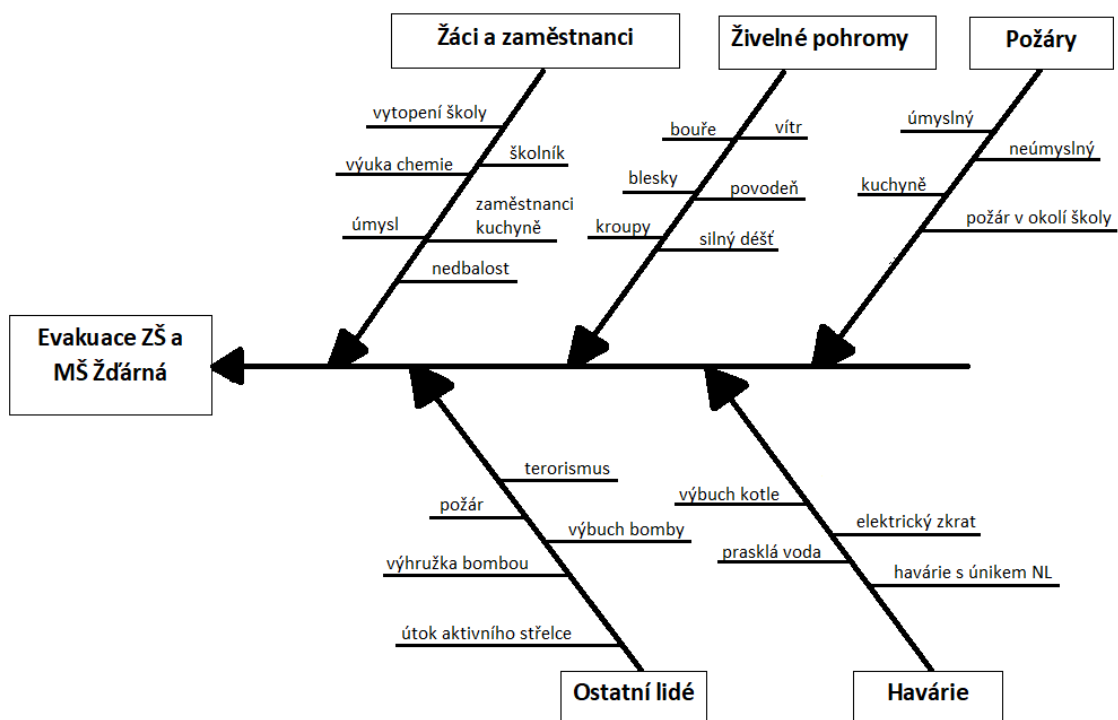 Žáci a zaměstnanci
Živelné pohromy
Požáry
vytopení školy
výuka chemie
školník
úmysl
zaměstnanci
kuchyně
nedbalost
bouře
vítr
blesky
povodeň
kroupy
silný déšť
úmyslný
neúmyslný
kuchyně
požár v okolí školy
Evakuace ZŠ a
MŠ Žďárná
terorismus
požár
výbuch bomby
výhružka bombou
útok aktivního střelce
výbuch kotle
elektrický zkrat
prasklá voda
havárie s únikem NL
Ostatní lidé
Havárie